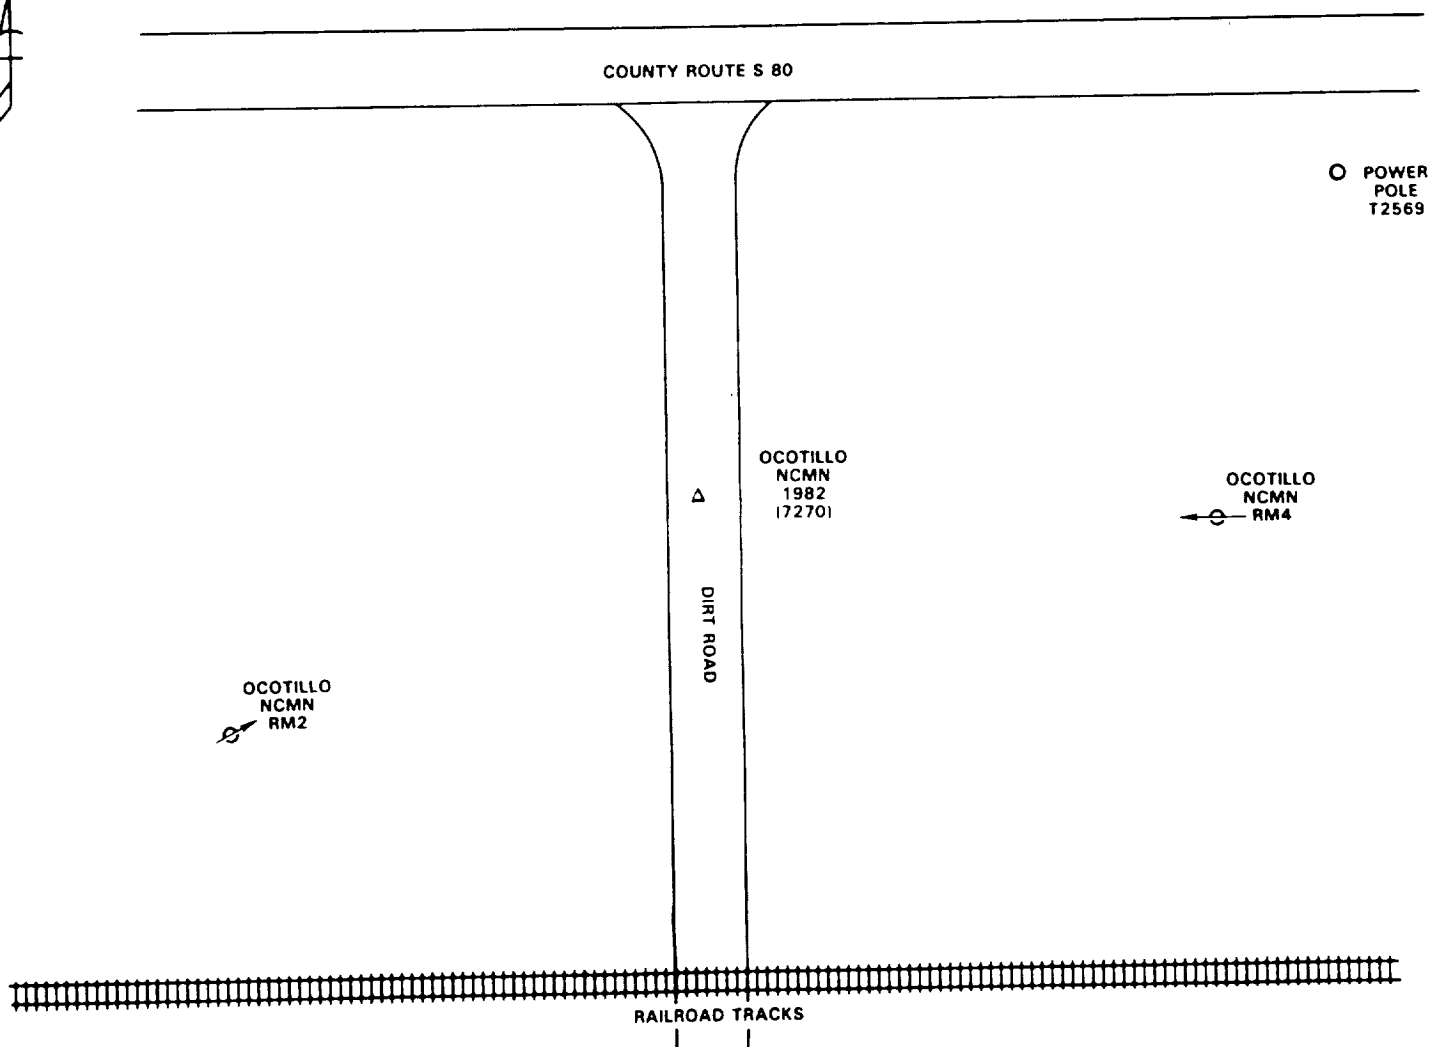 COUNTY ROUTE S 80
POWER
POLE
T2569
OCOTILLO
NCMN
1982
(7270)
OCOTILLO
NCMN
RM4
DIRT ROAD
OCOTILLO
NCMN
RM2
RAILROAD TRACKS